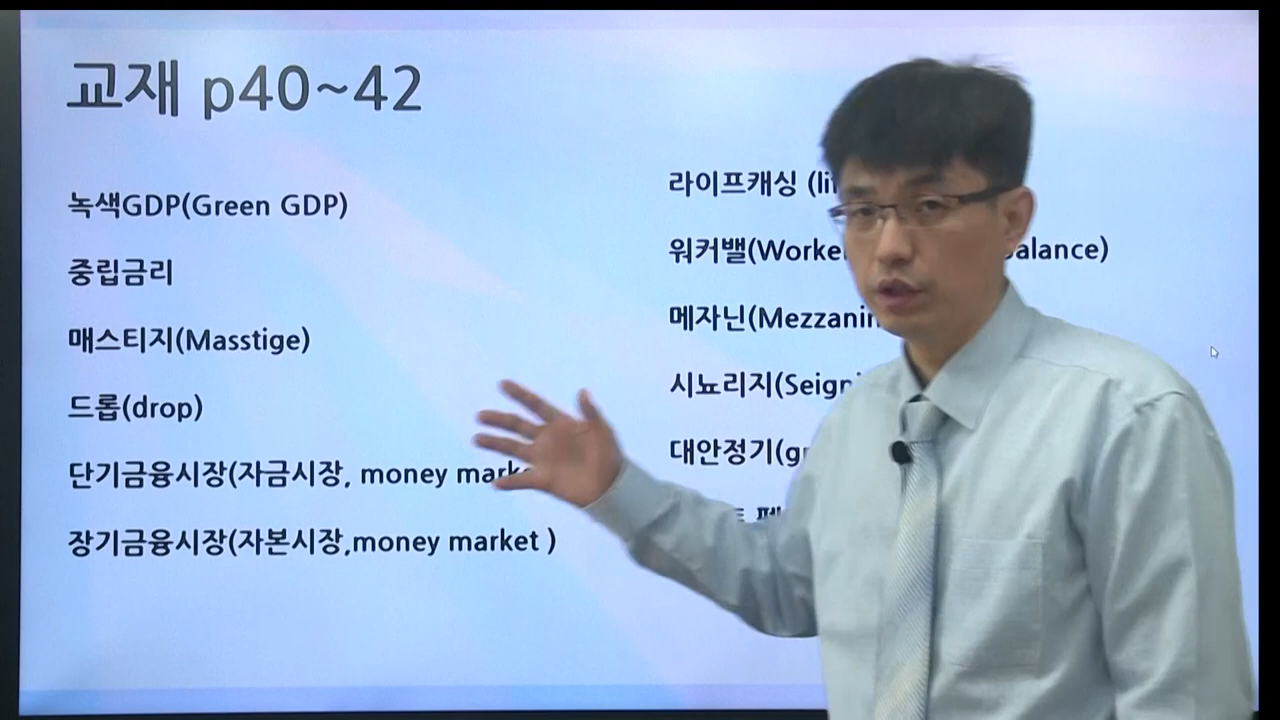 교재 p40~42
녹색GDP(Green GDP)
중립금리
매스티지(Masstige)
드롭(drop)
단기금융시장(자금시장, money
장기금융시장(자본시장,money market )
라이프캐싱
워커밸(Worke alance)
메자닌(Mezzanin
시뇨리지(Seigni
대안정기(gr